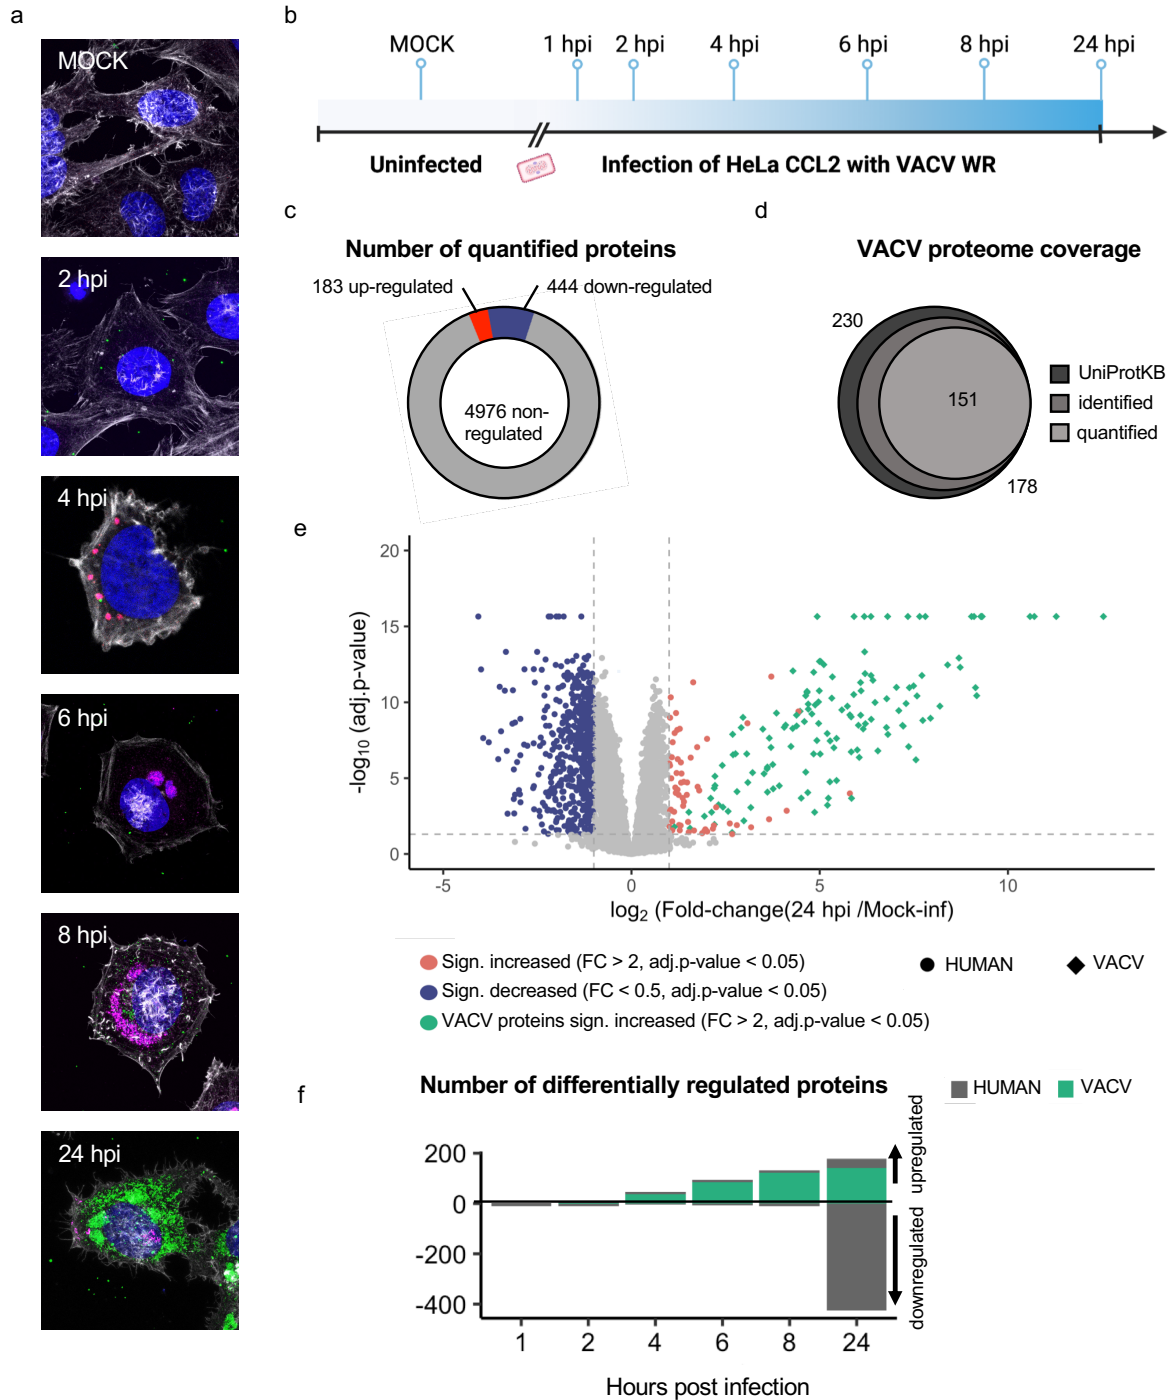 a
MOCK
2 hpi
4 hpi
6 hpi
8 hpi
24 hpi
b
MOCK 1 hpi 2 hpi 4 hpi 6 hpi 8 hpi 24 hpi
Uninfected Infection of HeLa CCL2 with VACV WR
c
Number of quantified proteins
183 up-regulated 444 down-regulated
4976 non-
regulated
d
VACV proteome coverage
230
151
178
UniProtKB
identified
quantified
e
-log10 (adj.p-value)
20
15
10
5
0
-5 0 5 10
log2 (Fold-change(24 hpi /Mock-inf)
Sign. increased (FC > 2, adj.p-value < 0.05)
Sign. decreased (FC < 0.5, adj.p-value < 0.05)
VACV proteins sign. increased (FC > 2, adj.p-value < 0.05)
HUMAN VACV
f
Number of differentially regulated proteins
HUMAN VACV
200
0
-200
-400
upregulated
downregulated
1 2 4 6 8 24
Hours post infection